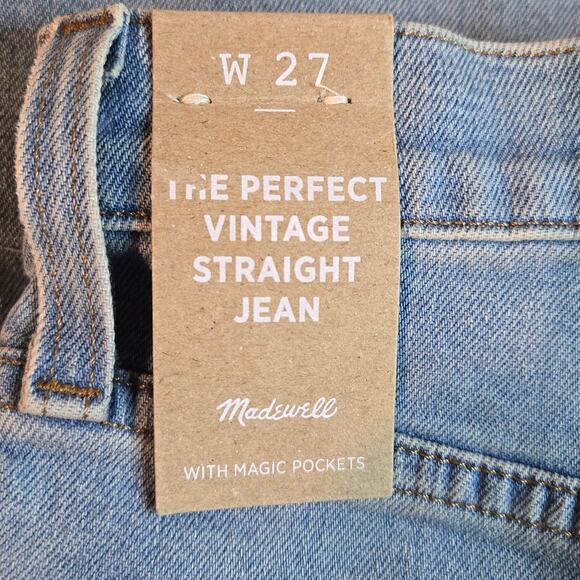 W 27
THE PERFECT
VINTAGE
STRAIGHT
JEAN
Madewell
WITH MAGIC POCKETS